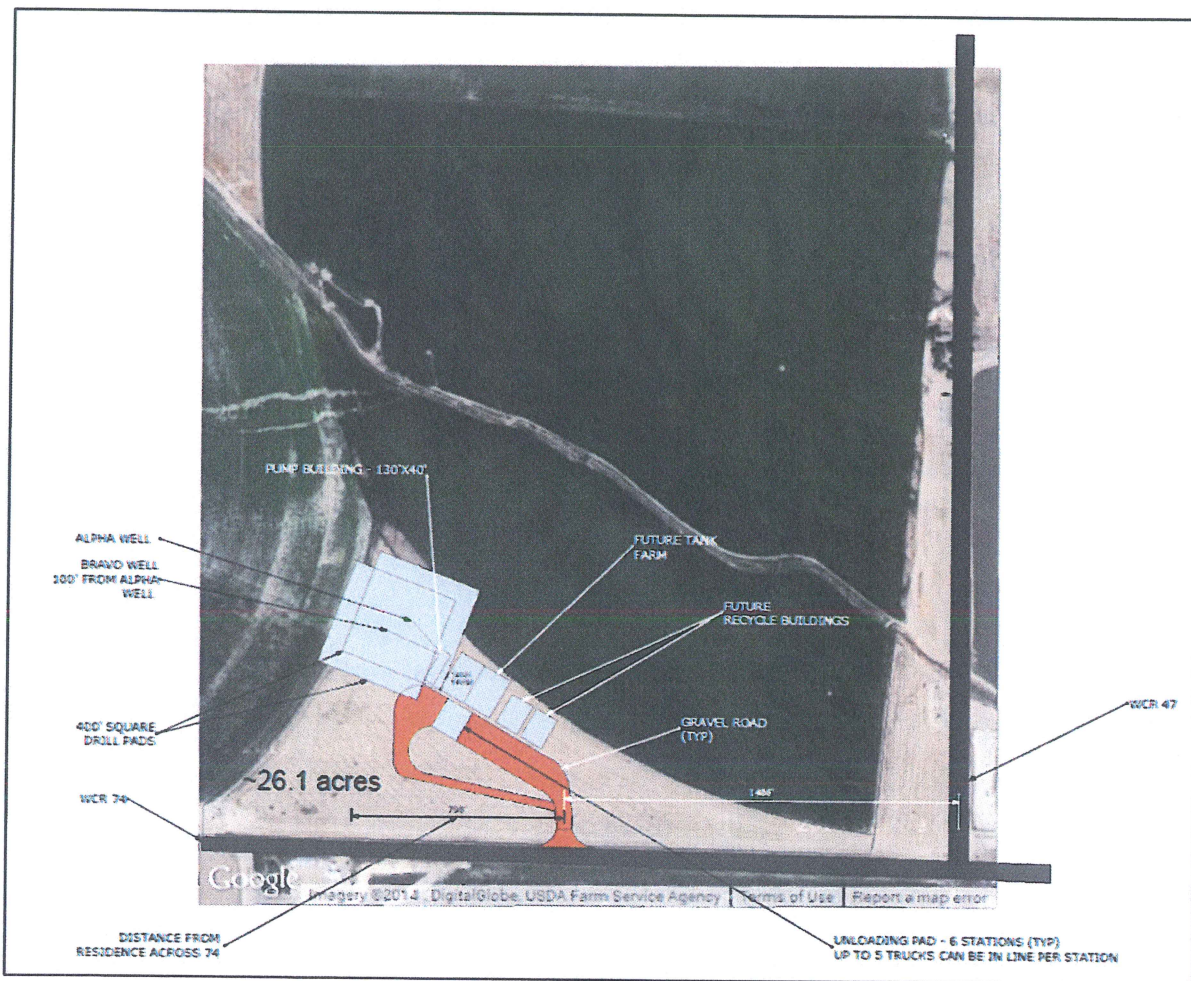 PUMP BUILDING - 130'X40'
ALPHA WELL
BRAVO WELL
100' FROM ALPHA
WELL
FUTURE TANK
FARM
FUTURE
RECYCLE BUILDINGS
400' SQUARE
DRILL PADS
GRAVEL ROAD
(TYP)
WCR 47
~26.1 acres
WCR 74
1486'
Google
Imagery ©2014, DigitalGlobe, USDA Farm Service Agency
Terms of Use
Report a map error
DISTANCE FROM
RESIDENCE ACROSS 74
UNLOADING PAD - 6 STATIONS (TYP)
UP TO 5 TRUCKS CAN BE IN LINE PER STATION